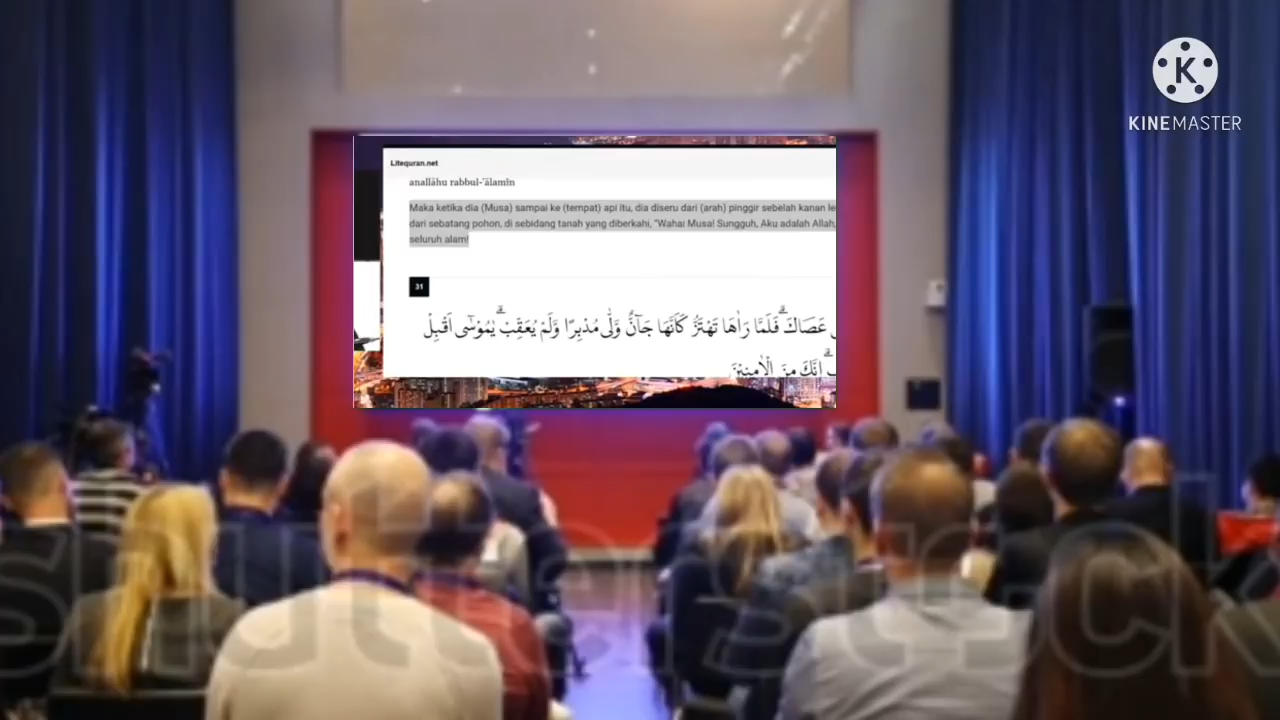 KINEMASTER
Litequran.net
anallāhu rabbul-'ālamīn
Maka ketika dia (Musa) sampai ke (tempat) api itu, dia diseru dari (arah) pinggir sebelah kanan
dari sebatang pohon, di sebidang tanah yang diberkahi, "Wahai Musa! Sungguh, Aku adalah Allah,
seluruh alam!
31
عَصَاكَ ۗفَلَمَّا رَاٰهَا تَهْتَزُّ كَاَنَّهَا جَاۤنٌّ وَّلّٰى مُدْبِرًا وَّلَمْ يُعَقِّبْ ۗيٰمُوْسٰٓى اَقْبِلْ
اِنَّكَ مِنَ الْاٰمِنِيْنَ
shutterstock